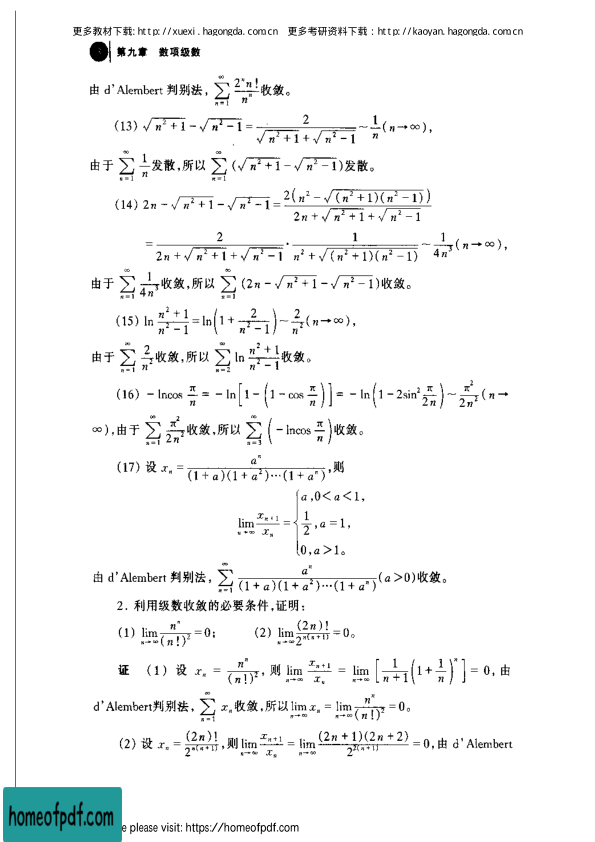 更多教材下载: http://xuexi.hagongda.com.cn 更多考研资料下载：http://kaoyan.hagongda.com.cn
第九章 数项级数
由 d'Alembert 判别法, $\sum_{n=1}^{\infty} \frac{2^n n!}{n^n}$ 收敛。
(13) $\sqrt{n^2+1}-\sqrt{n^2-1}=\frac{2}{\sqrt{n^2+1}+\sqrt{n^2-1}}\sim\frac{1}{n}(n\to\infty)$,
由于 $\sum_{n=1}^{\infty}\frac{1}{n}$ 发散,所以 $\sum_{n=1}^{\infty}(\sqrt{n^2+1}-\sqrt{n^2-1})$发散。
(14) $2n-\sqrt{n^2+1}-\sqrt{n^2-1}=\frac{2(n^2-\sqrt{(n^2+1)(n^2-1)})}{2n+\sqrt{n^2+1}+\sqrt{n^2-1}}$
$=\frac{2}{2n+\sqrt{n^2+1}+\sqrt{n^2-1}}\cdot\frac{1}{n^2+\sqrt{(n^2+1)(n^2-1)}}\sim\frac{1}{4n^3}(n\to\infty)$,
由于 $\sum_{n=1}^{\infty}\frac{1}{4n^3}$收敛,所以 $\sum_{n=1}^{\infty}(2n-\sqrt{n^2+1}-\sqrt{n^2-1})$收敛。
(15) $\ln\frac{n^2+1}{n^2-1}=\ln\left(1+\frac{2}{n^2-1}\right)\sim\frac{2}{n^2}(n\to\infty)$,
由于 $\sum_{n=1}^{\infty}\frac{2}{n^2}$收敛,所以 $\sum_{n=2}^{\infty}\ln\frac{n^2+1}{n^2-1}$收敛。
(16) $-\ln\cos\frac{\pi}{n}=-\ln\left[1-\left(1-\cos\frac{\pi}{n}\right)\right]=-\ln\left(1-2\sin^2\frac{\pi}{2n}\right)\sim\frac{\pi^2}{2n^2}(n\to$
$\infty)$,由于 $\sum_{n=1}^{\infty}\frac{\pi^2}{2n^2}$收敛,所以 $\sum_{n=3}^{\infty}\left(-\ln\cos\frac{\pi}{n}\right)$收敛。
(17) 设 $x_n=\frac{a^n}{(1+a)(1+a^2)\cdots(1+a^n)}$,则
$\lim_{n\to\infty}\frac{x_{n+1}}{x_n}=\begin{cases}a,0<a<1,\\\frac{1}{2},a=1,\\0,a>1。\end{cases}$
由 d'Alembert 判别法, $\sum_{n=1}^{\infty}\frac{a^n}{(1+a)(1+a^2)\cdots(1+a^n)}(a>0)$收敛。
2. 利用级数收敛的必要条件,证明:
(1) $\lim_{n\to\infty}\frac{n^n}{(n!)^2}=0$; (2) $\lim_{n\to\infty}\frac{(2n)!}{2^{n(n+1)}}=0$。
证 (1) 设 $x_n=\frac{n^n}{(n!)^2}$, 则 $\lim_{n\to\infty}\frac{x_{n+1}}{x_n}=\lim_{n\to\infty}\left[\frac{1}{n+1}\left(1+\frac{1}{n}\right)^n\right]=0$, 由
d'Alembert判别法, $\sum_{n=1}^{\infty}x_n$收敛,所以$\lim_{n\to\infty}x_n=\lim_{n\to\infty}\frac{n^n}{(n!)^2}=0$。
(2) 设 $x_n=\frac{(2n)!}{2^{n(n+1)}}$,则$\lim_{n\to\infty}\frac{x_{n+1}}{x_n}=\lim_{n\to\infty}\frac{(2n+1)(2n+2)}{2^{2(n+1)}}=0$,由 d'Alembert
homeofpdf.com
e please visit: https://homeofpdf.com